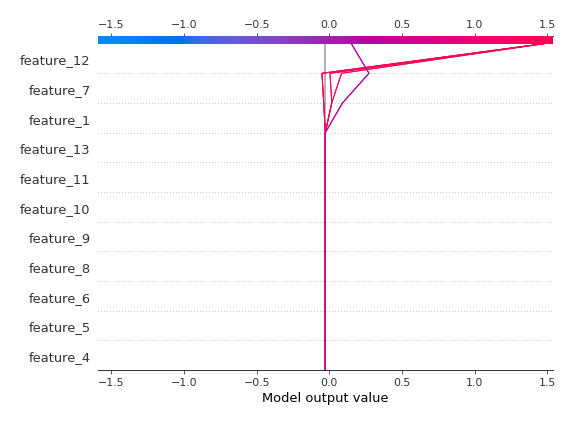 −1.5 −1.0 −0.5 0.0 0.5 1.0 1.5
feature_12
feature_7
feature_1
feature_13
feature_11
feature_10
feature_9
feature_8
feature_6
feature_5
feature_4
−1.5 −1.0 −0.5 0.0 0.5 1.0 1.5
Model output value